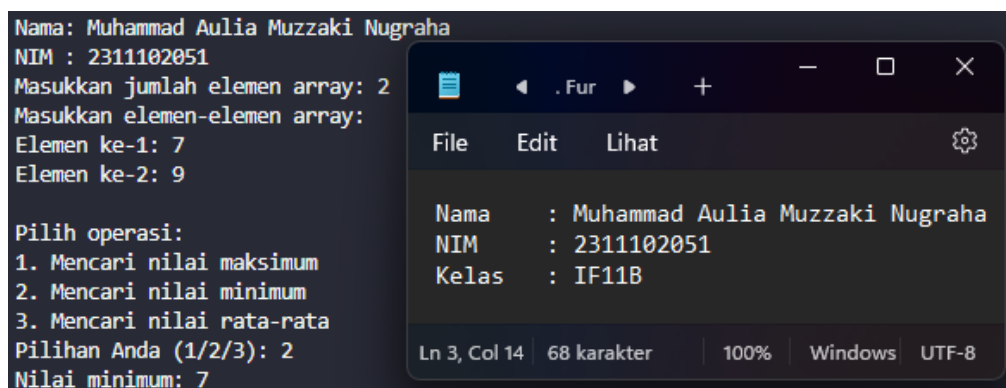 Nama: Muhammad Aulia Muzzaki Nugraha
NIM : 2311102051
Masukkan jumlah elemen array: 2
Masukkan elemen-elemen array:
Elemen ke-1: 7
Elemen ke-2: 9
Pilih operasi:
1. Mencari nilai maksimum
2. Mencari nilai minimum
3. Mencari nilai rata-rata
Pilihan Anda (1/2/3): 2
Nilai minimum: 7
. Fur
File Edit Lihat
Nama : Muhammad Aulia Muzzaki Nugraha
NIM : 2311102051
Kelas : IF11B
Ln 3, Col 14 68 karakter 100% Windows UTF-8